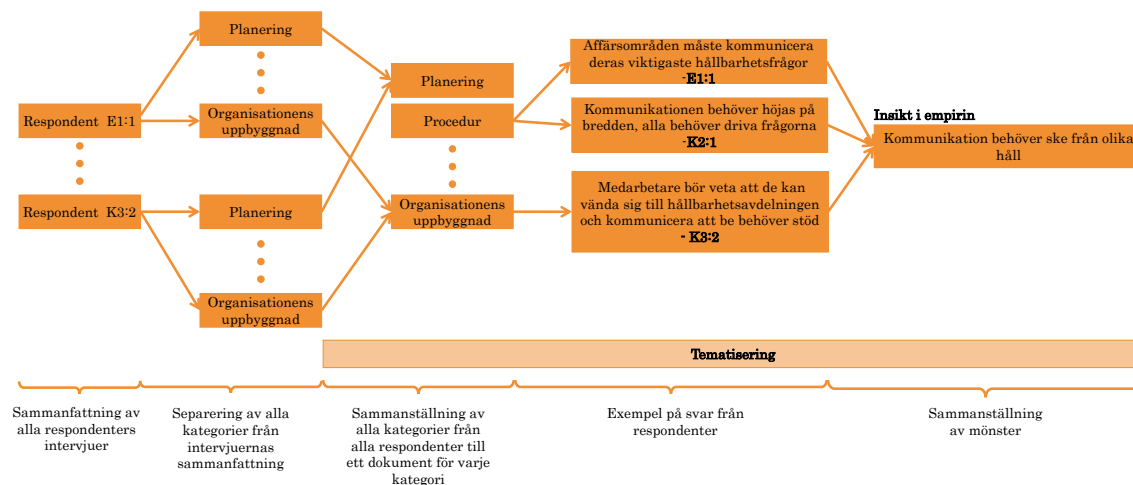 Planering
Organisationens
uppbyggnad
Respondent E1:1
Respondent K3:2
Planering
Organisationens
uppbyggnad
Planering
Procedur
Organisationens
uppbyggnad
Affärsområden måste kommunicera
deras viktigaste hållbarhetsfrågor
-E1:1
Kommunikationen behöver höjas på
bredden, alla behöver driva frågorna
-K2:1
Medarbetare bör veta att de kan
vända sig till hållbarhetsavdelningen
och kommunicera att be behöver stöd
- K3:2
Insikt i empirin
Kommunikation behöver ske från olika
håll
Tematisering
Sammanfattning av
alla respondenters
intervjuer
Separering av alla
kategorier från
intervjuernas
sammanfattning
Sammanställning av
alla kategorier från
alla respondenter till
ett dokument för varje
kategori
Exempel på svar från
respondenter
Sammanställning
av mönster